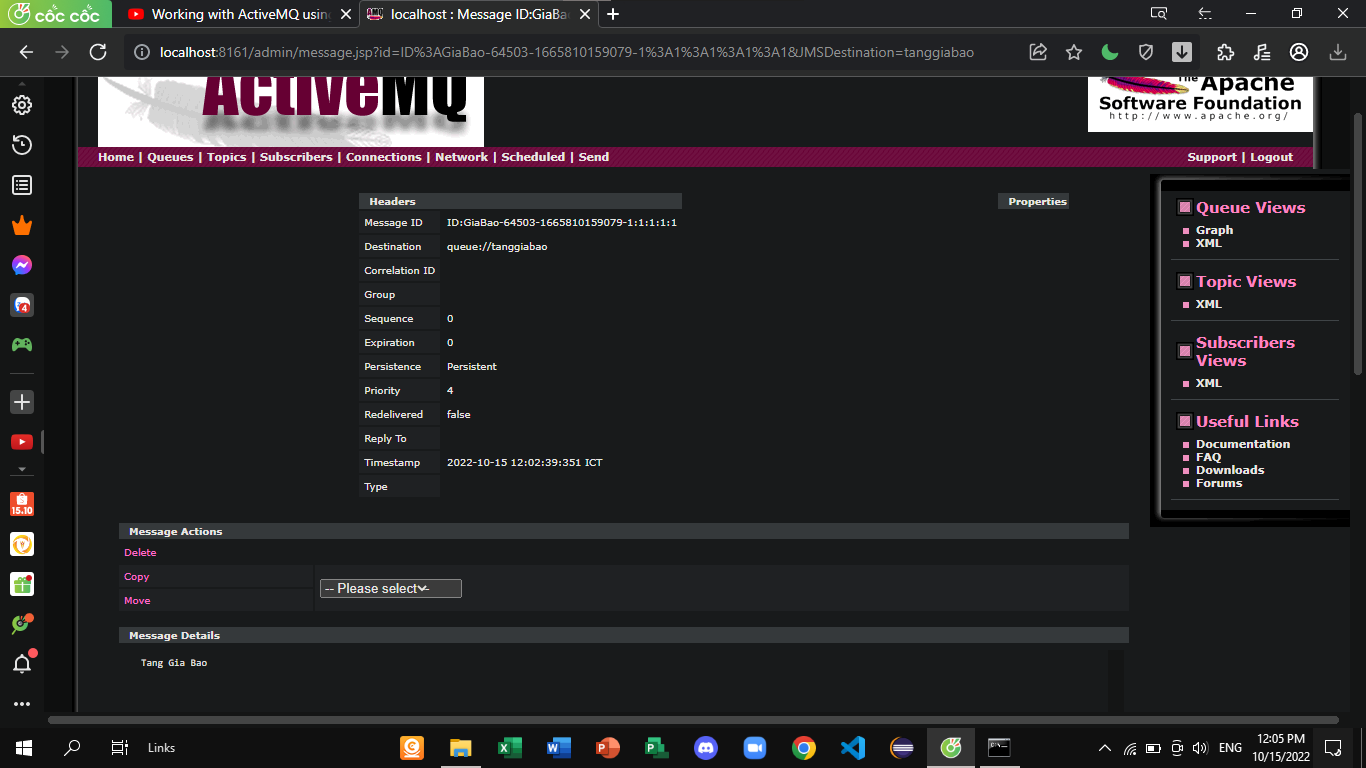 cốc cốc
Working with ActiveMQ usin
localhost : Message ID:GiaBa
localhost:8161/admin/message.jsp?id=ID%3AGiaBao-64503-1665810159079-1%3A1%3A1%3A1%3A1&JMSDestination=tanggiabao
ActiveMQ
The Apache
Software Foundation
http://www.apache.org/
Home | Queues | Topics | Subscribers | Connections | Network | Scheduled | Send
Support | Logout
Headers
Message ID ID:GiaBao-64503-1665810159079-1:1:1:1:1
Destination queue://tanggiabao
Correlation ID
Group
Sequence 0
Expiration 0
Persistence Persistent
Priority 4
Redelivered false
Reply To
Timestamp 2022-10-15 12:02:39:351 ICT
Type
Properties
Message Actions
Delete
Copy
Move
-- Please select --
Message Details
Tang Gia Bao
Queue Views
Graph
XML
Topic Views
XML
Subscribers
Views
XML
Useful Links
Documentation
FAQ
Downloads
Forums
4
15.10
Links
ENG
12:05 PM
10/15/2022